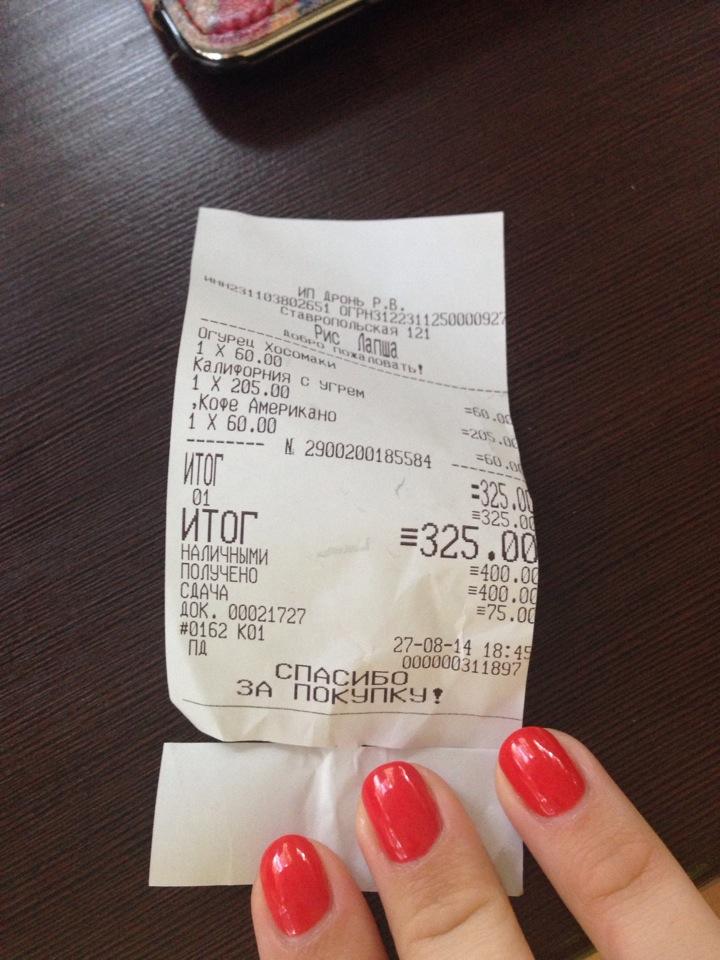 ИП Дронь Р.В.
ИНН231103802651 ОГРН3122311250000927
Ставропольская 121
Рис Лапша
Добро пожаловать!
Огурец Хосомаки
1 X 60.00 =60.00
Калифорния с угрем
1 X 205.00 =205.00
,Кофе Американо
1 X 60.00 =60.00
-------- № 2900200185584 --------
ИТОГ ≡325.00
01 ≡325.00
ИТОГ ≡325.00
НАЛИЧНЫМИ ≡400.00
ПОЛУЧЕНО ≡400.00
СДАЧА ≡75.00
ДОК. 00021727
#0162 К01 27-08-14 18:45
ПД 000000311897
СПАСИБО
ЗА ПОКУПКУ!